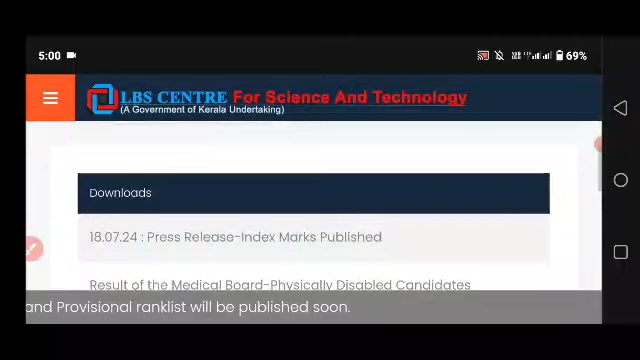 5:00
69%
LBS CENTRE For Science And Technology
(A Government of Kerala Undertaking)
Downloads
18.07.24 : Press Release-Index Marks Published
Result of the Medical Board-Physically Disabled Candidates
and Provisional ranklist will be published soon.